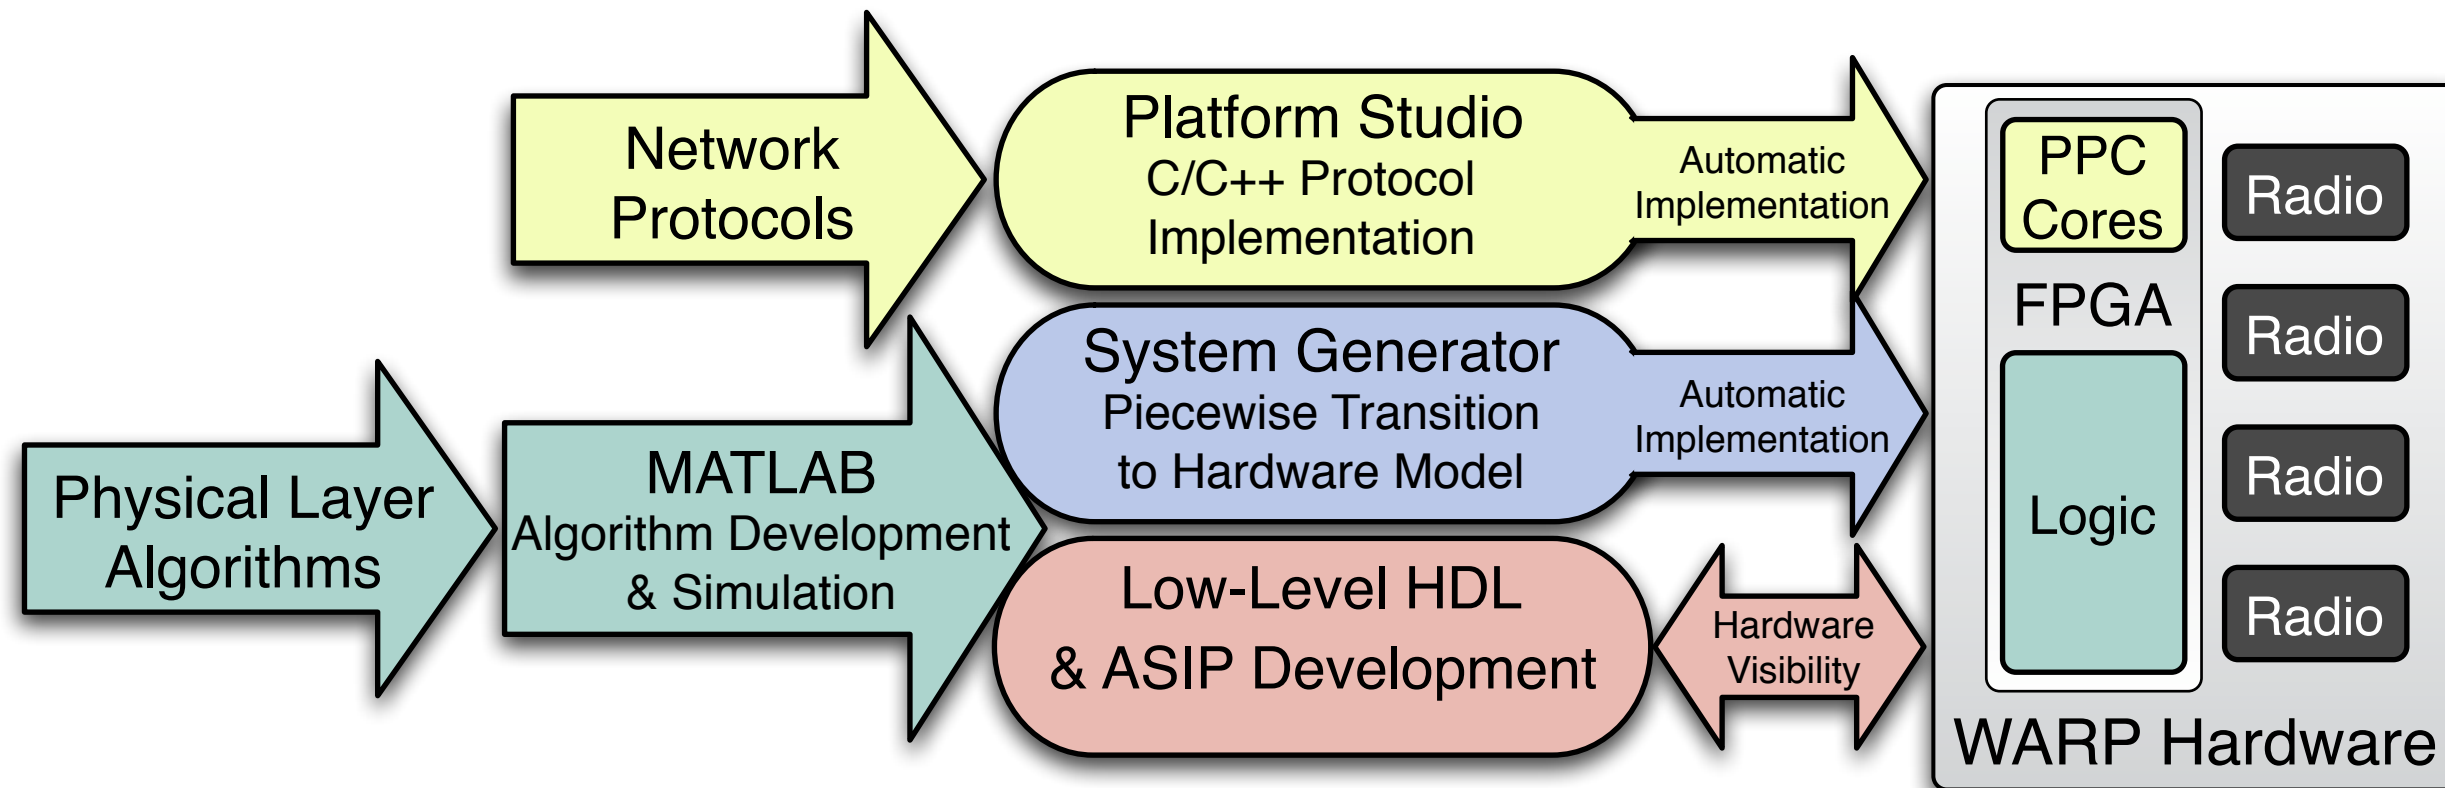 Network
Protocols
Platform Studio
C/C++ Protocol
Implementation
Automatic
Implementation
Physical Layer
Algorithms
MATLAB
Algorithm Development
& Simulation
System Generator
Piecewise Transition
to Hardware Model
Automatic
Implementation
Low-Level HDL
& ASIP Development
Hardware
Visibility
PPC
Cores
FPGA
Logic
Radio
Radio
Radio
Radio
WARP Hardware